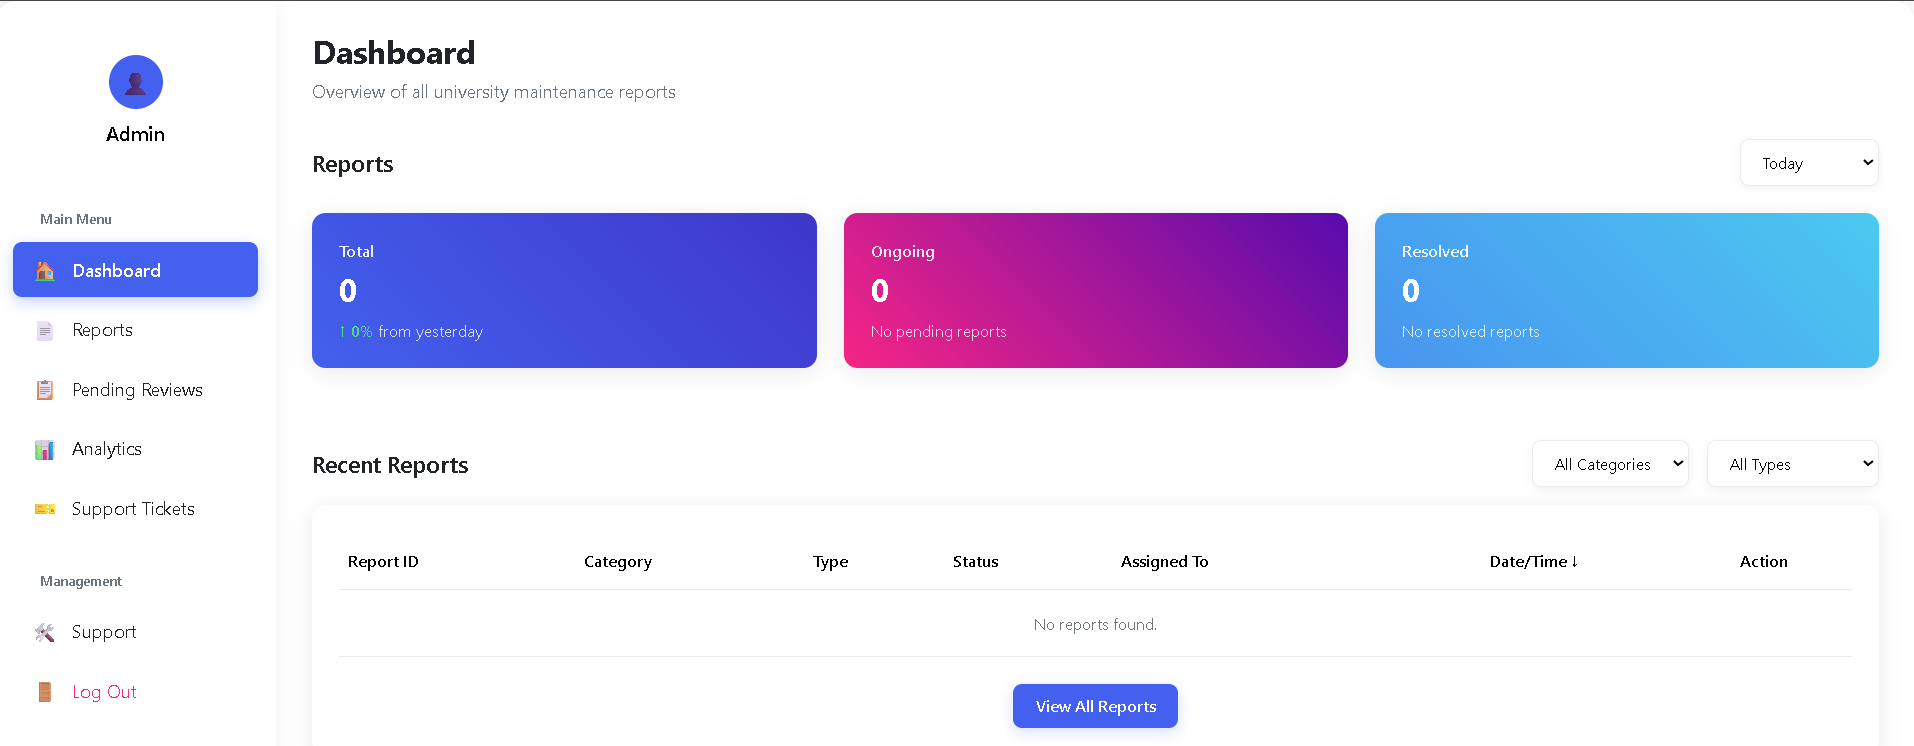 Admin
Main Menu
Dashboard
Reports
Pending Reviews
Analytics
Support Tickets
Management
Support
Log Out
Dashboard
Overview of all university maintenance reports
Reports
Today
Total
0
↑ 0% from yesterday
Ongoing
0
No pending reports
Resolved
0
No resolved reports
Recent Reports
All Categories
All Types
Report ID Category Type Status Assigned To Date/Time ↓ Action
No reports found.
View All Reports